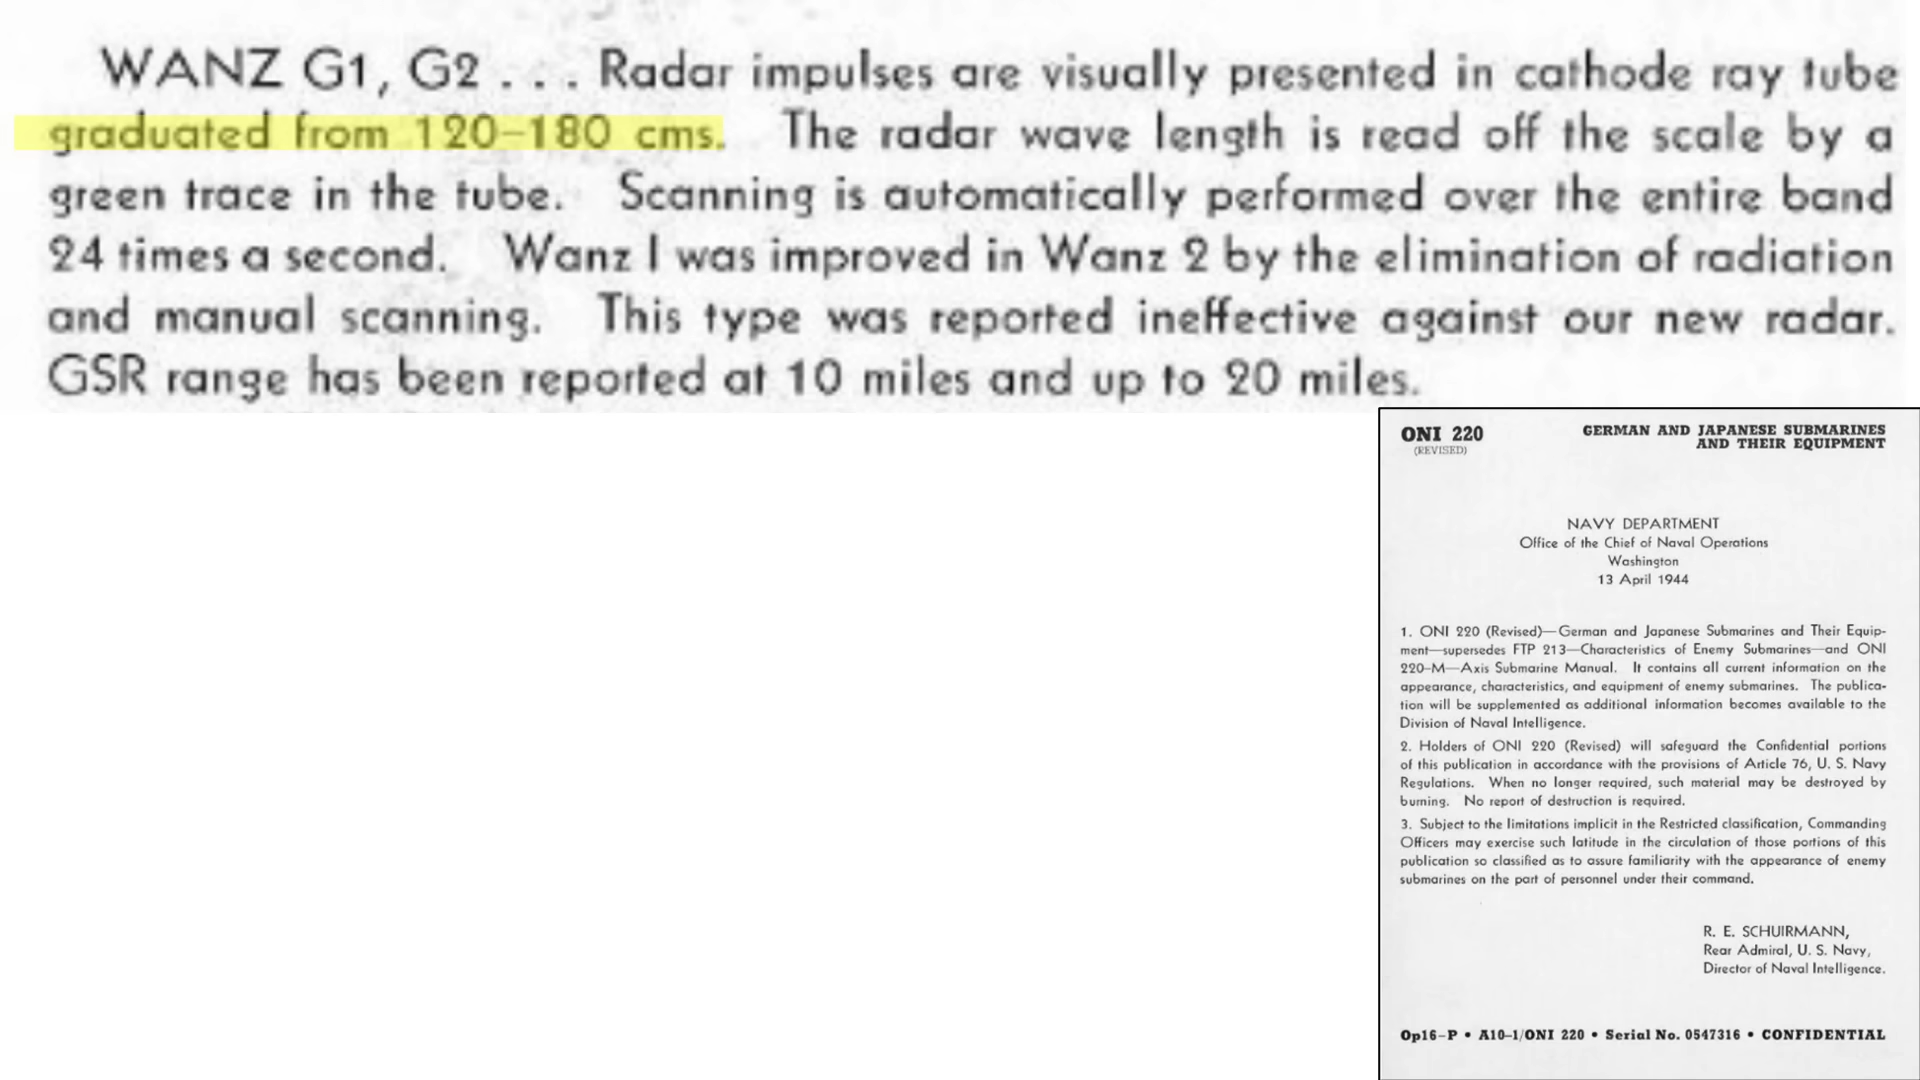 WANZ G1, G2 . . . Radar impulses are visually presented in cathode ray tube
graduated from 120–180 cms. The radar wave length is read off the scale by a
green trace in the tube. Scanning is automatically performed over the entire band
24 times a second. Wanz I was improved in Wanz 2 by the elimination of radiation
and manual scanning. This type was reported ineffective against our new radar.
GSR range has been reported at 10 miles and up to 20 miles.
ONI 220
(REVISED)
GERMAN AND JAPANESE SUBMARINES
AND THEIR EQUIPMENT
NAVY DEPARTMENT
Office of the Chief of Naval Operations
Washington
13 April 1944
1. ONI 220 (Revised)—German and Japanese Submarines and Their Equip-
ment—supersedes FTP 213—Characteristics of Enemy Submarines—and ONI
220–M—Axis Submarine Manual. It contains all current information on the
appearance, characteristics, and equipment of enemy submarines. The publica-
tion will be supplemented as additional information becomes available to the
Division of Naval Intelligence.
2. Holders of ONI 220 (Revised) will safeguard the Confidential portions
of this publication in accordance with the provisions of Article 76, U. S. Navy
Regulations. When no longer required, such material may be destroyed by
burning. No report of destruction is required.
3. Subject to the limitations implicit in the Restricted classification, Commanding
Officers may exercise such latitude in the circulation of those portions of this
publication so classified as to assure familiarity with the appearance of enemy
submarines on the part of personnel under their command.
R. E. SCHUIRMANN,
Rear Admiral, U. S. Navy,
Director of Naval Intelligence.
Op16–P • A10–1/ONI 220 • Serial No. 0547316 • CONFIDENTIAL